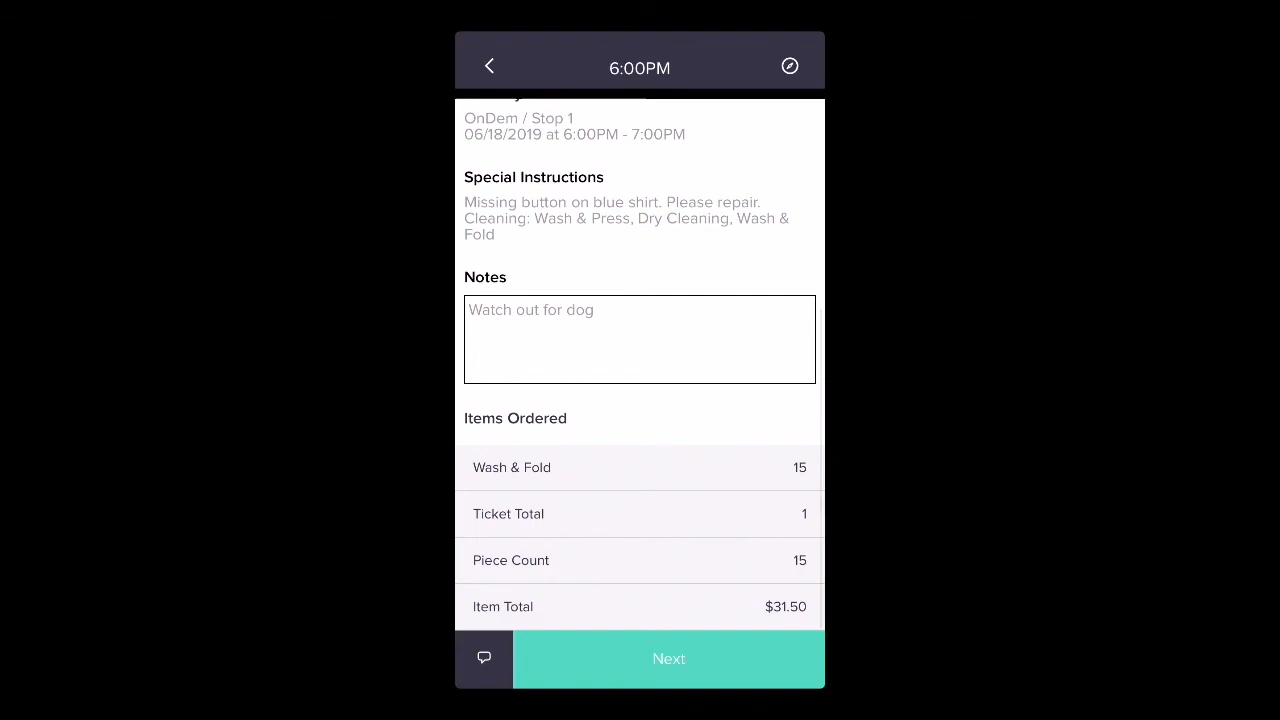 6:00PM
OnDem / Stop 1
06/18/2019 at 6:00PM - 7:00PM
Special Instructions
Missing button on blue shirt. Please repair.
Cleaning: Wash & Press, Dry Cleaning, Wash &
Fold
Notes
Watch out for dog
Items Ordered
Wash & Fold 15
Ticket Total 1
Piece Count 15
Item Total $31.50
Next